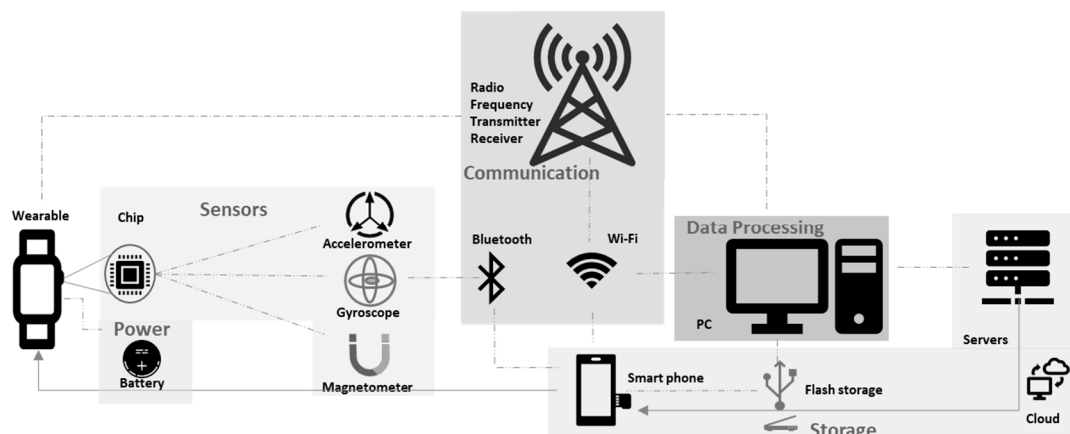 Radio
Frequency
Transmitter
Receiver
Communication
Wearable
Chip
Sensors
Accelerometer
Gyroscope
Magnetometer
Power
Battery
Bluetooth
Wi-Fi
Data Processing
PC
Servers
Smart phone
Flash storage
Cloud
Storage